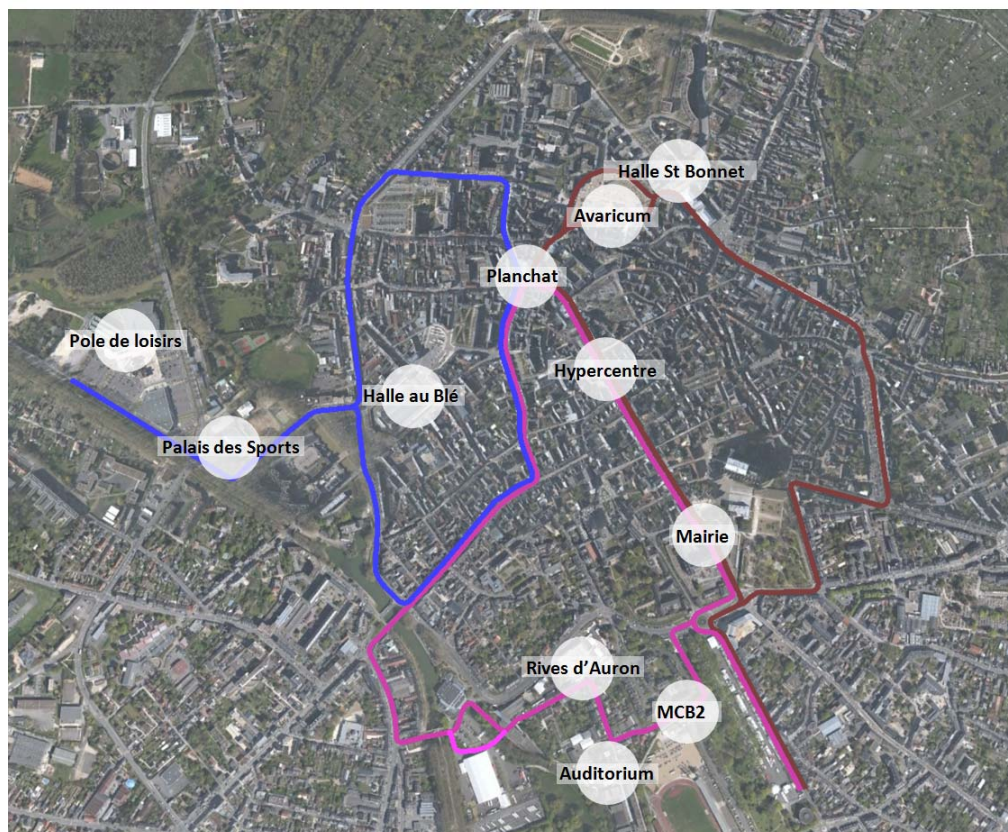 Halle St Bonnet
Avaricum
Planchat
Pole de loisirs
Hypercentre
Halle au Blé
Palais des Sports
Mairie
Rives d’Auron
MCB2
Auditorium